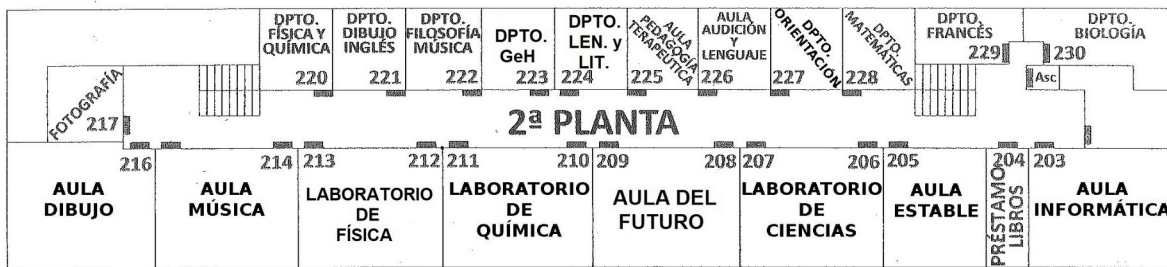 DPTO.
FÍSICA Y
QUÍMICA
220
DPTO.
DIBUJO
INGLÉS
221
DPTO.
FILOSOFÍA
MÚSICA
222
DPTO.
GeH
223
DPTO.
LEN. y
LIT.
224
AULA
PEDAGOGÍA
TERAPEÚTICA
225
AULA
AUDICIÓN
Y
LENGUAJE
226
DPTO.
ORIENTACIÓN
227
DPTO.
MATEMÁTICAS
228
DPTO.
FRANCÉS
229
DPTO.
BIOLOGÍA
230
Asc
FOTOGRAFÍA
217
2ª PLANTA
216
AULA
DIBUJO
214
AULA
MÚSICA
213
212
LABORATORIO
DE
FÍSICA
211
210
LABORATORIO
DE
QUÍMICA
209
208
AULA DEL
FUTURO
207
206
LABORATORIO
DE
CIENCIAS
205
AULA
ESTABLE
204
PRÉSTAMO
LIBROS
203
AULA
INFORMÁTICA